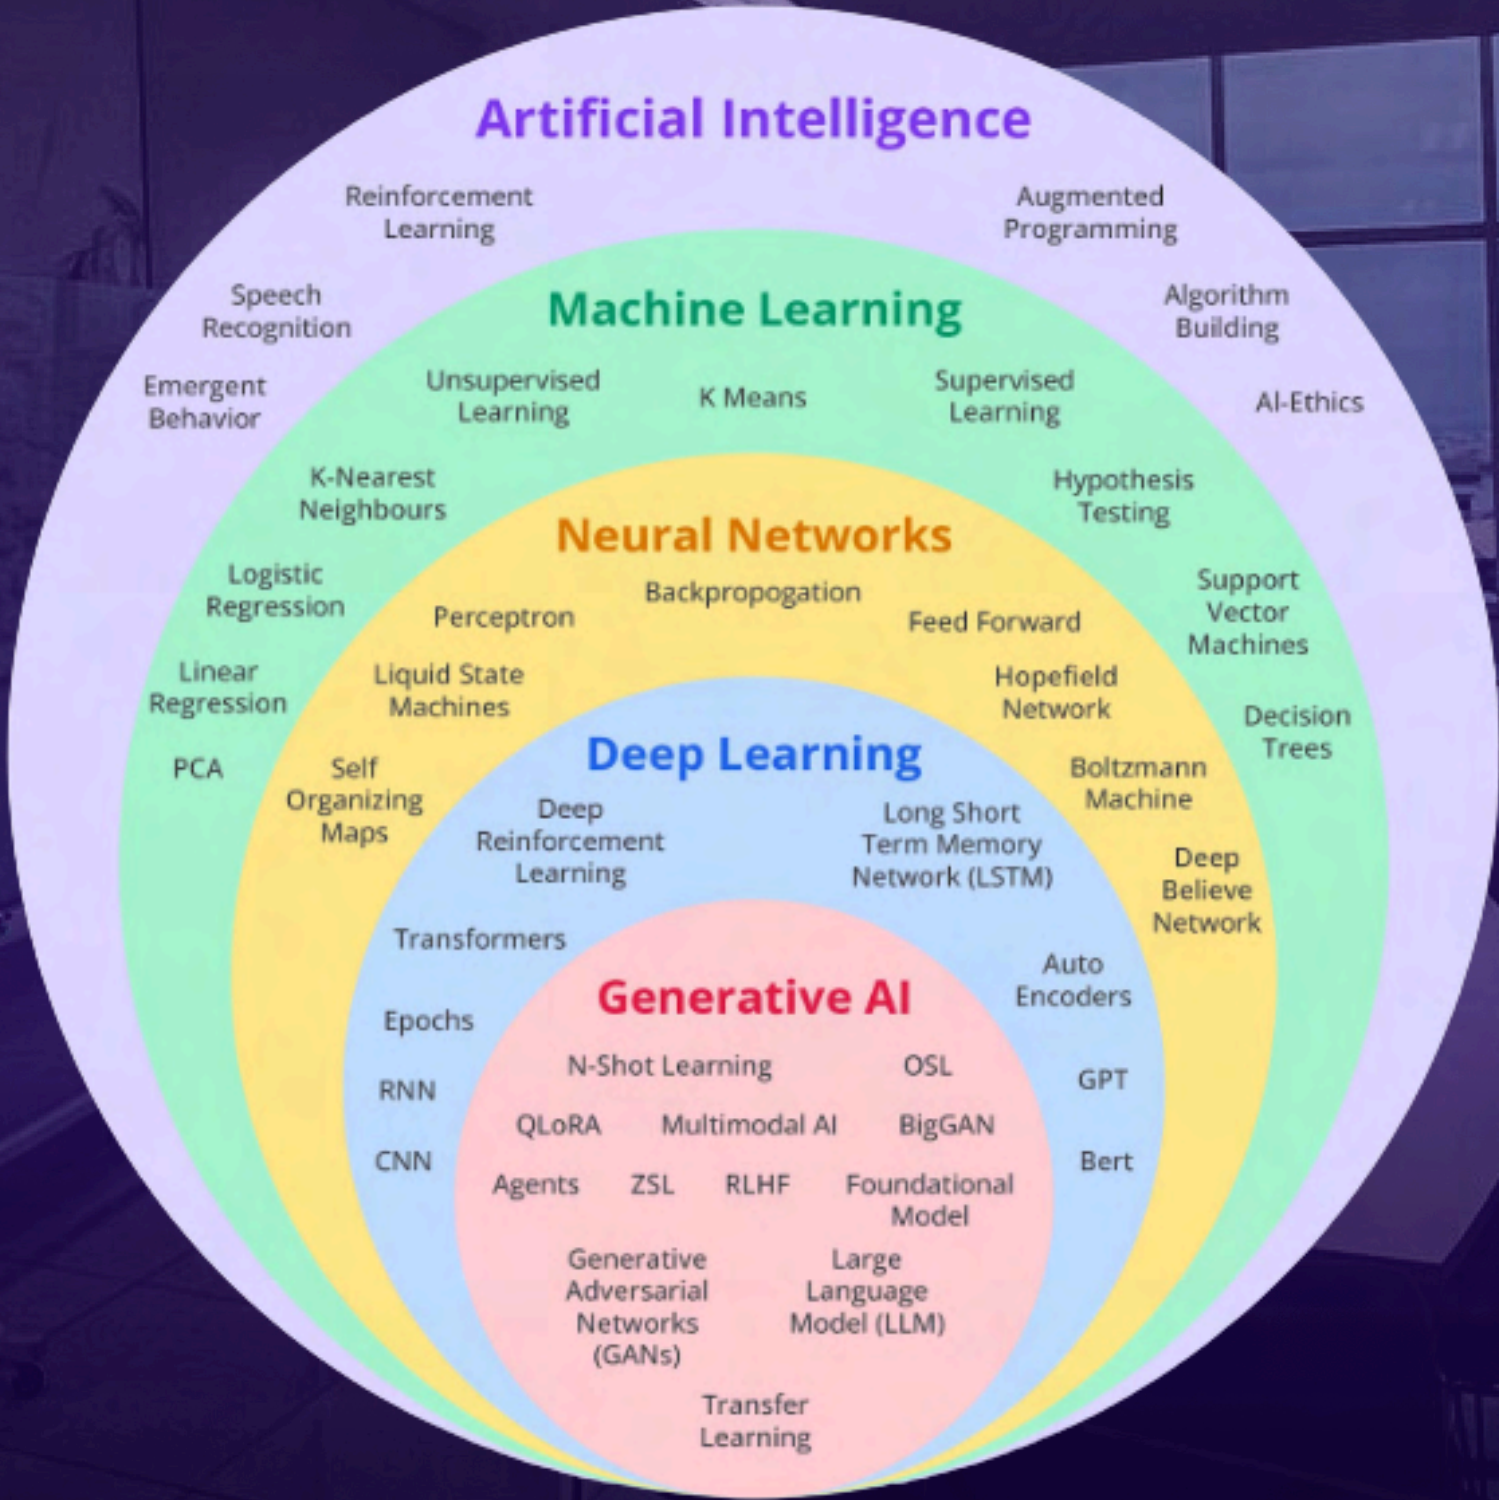 Artificial Intelligence
Reinforcement
Learning
Augmented
Programming
Speech
Recognition
Algorithm
Building
Emergent
Behavior
AI-Ethics
Machine Learning
Unsupervised
Learning
K Means
Supervised
Learning
K-Nearest
Neighbours
Hypothesis
Testing
Logistic
Regression
Support
Vector
Machines
Linear
Regression
Decision
Trees
PCA
Neural Networks
Backpropogation
Perceptron
Feed Forward
Liquid State
Machines
Hopefield
Network
Self
Organizing
Maps
Boltzmann
Machine
Deep
Believe
Network
Deep Learning
Deep
Reinforcement
Learning
Long Short
Term Memory
Network (LSTM)
Transformers
Auto
Encoders
Epochs
GPT
RNN
CNN
Bert
Generative AI
N-Shot Learning
OSL
QLoRA
Multimodal AI
BigGAN
Agents
ZSL
RLHF
Foundational
Model
Generative
Adversarial
Networks
(GANs)
Large
Language
Model (LLM)
Transfer
Learning